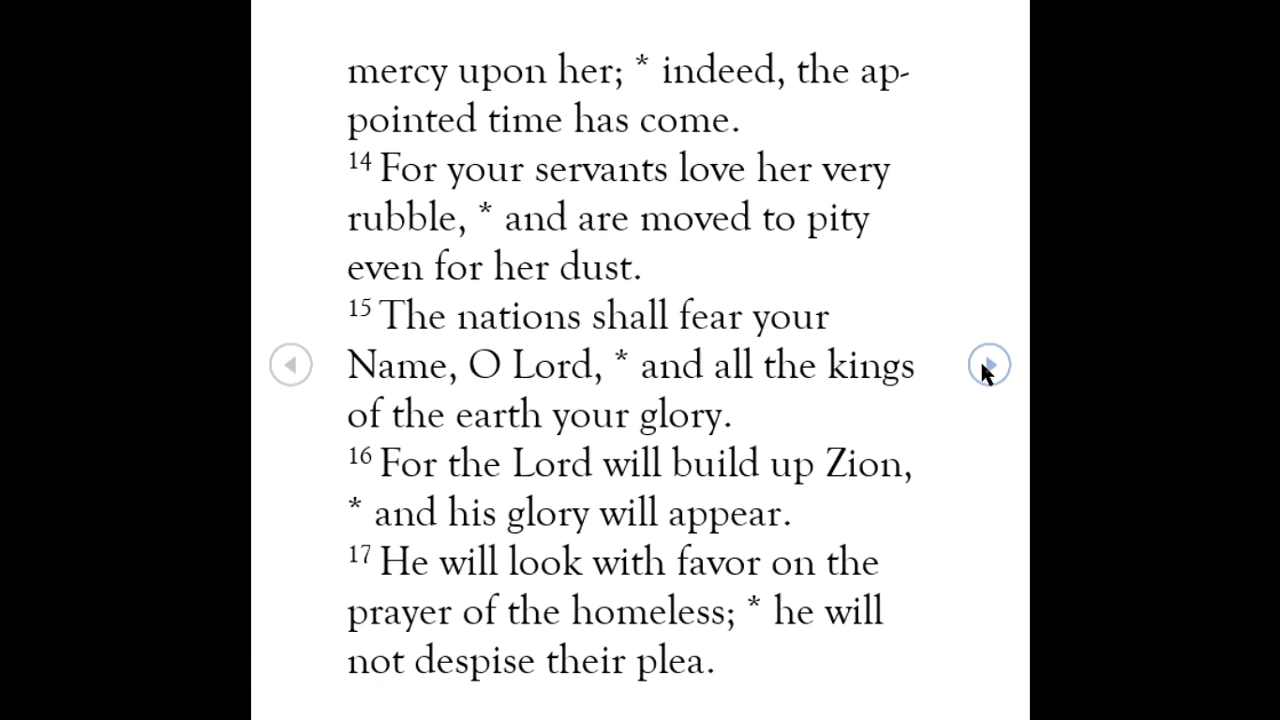 mercy upon her; * indeed, the ap-
pointed time has come.
14 For your servants love her very
rubble, * and are moved to pity
even for her dust.
15 The nations shall fear your
Name, O Lord, * and all the kings
of the earth your glory.
16 For the Lord will build up Zion,
* and his glory will appear.
17 He will look with favor on the
prayer of the homeless; * he will
not despise their plea.